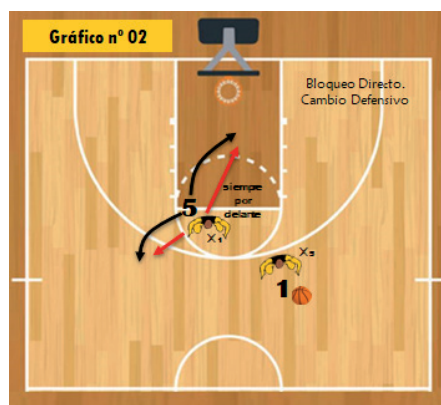 Gráfico nº 02
Bloqueo Directo.
Cambio Defensivo
siempre
por
delante
5
X1
X5
1